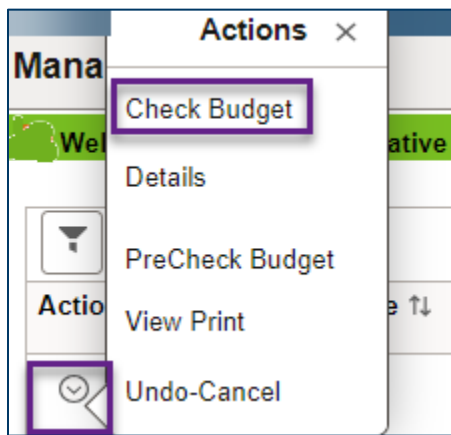 Actions ×
Mana
Check Budget
Wel ative
Details
PreCheck Budget
Actio e ↑↓
View Print
Undo-Cancel